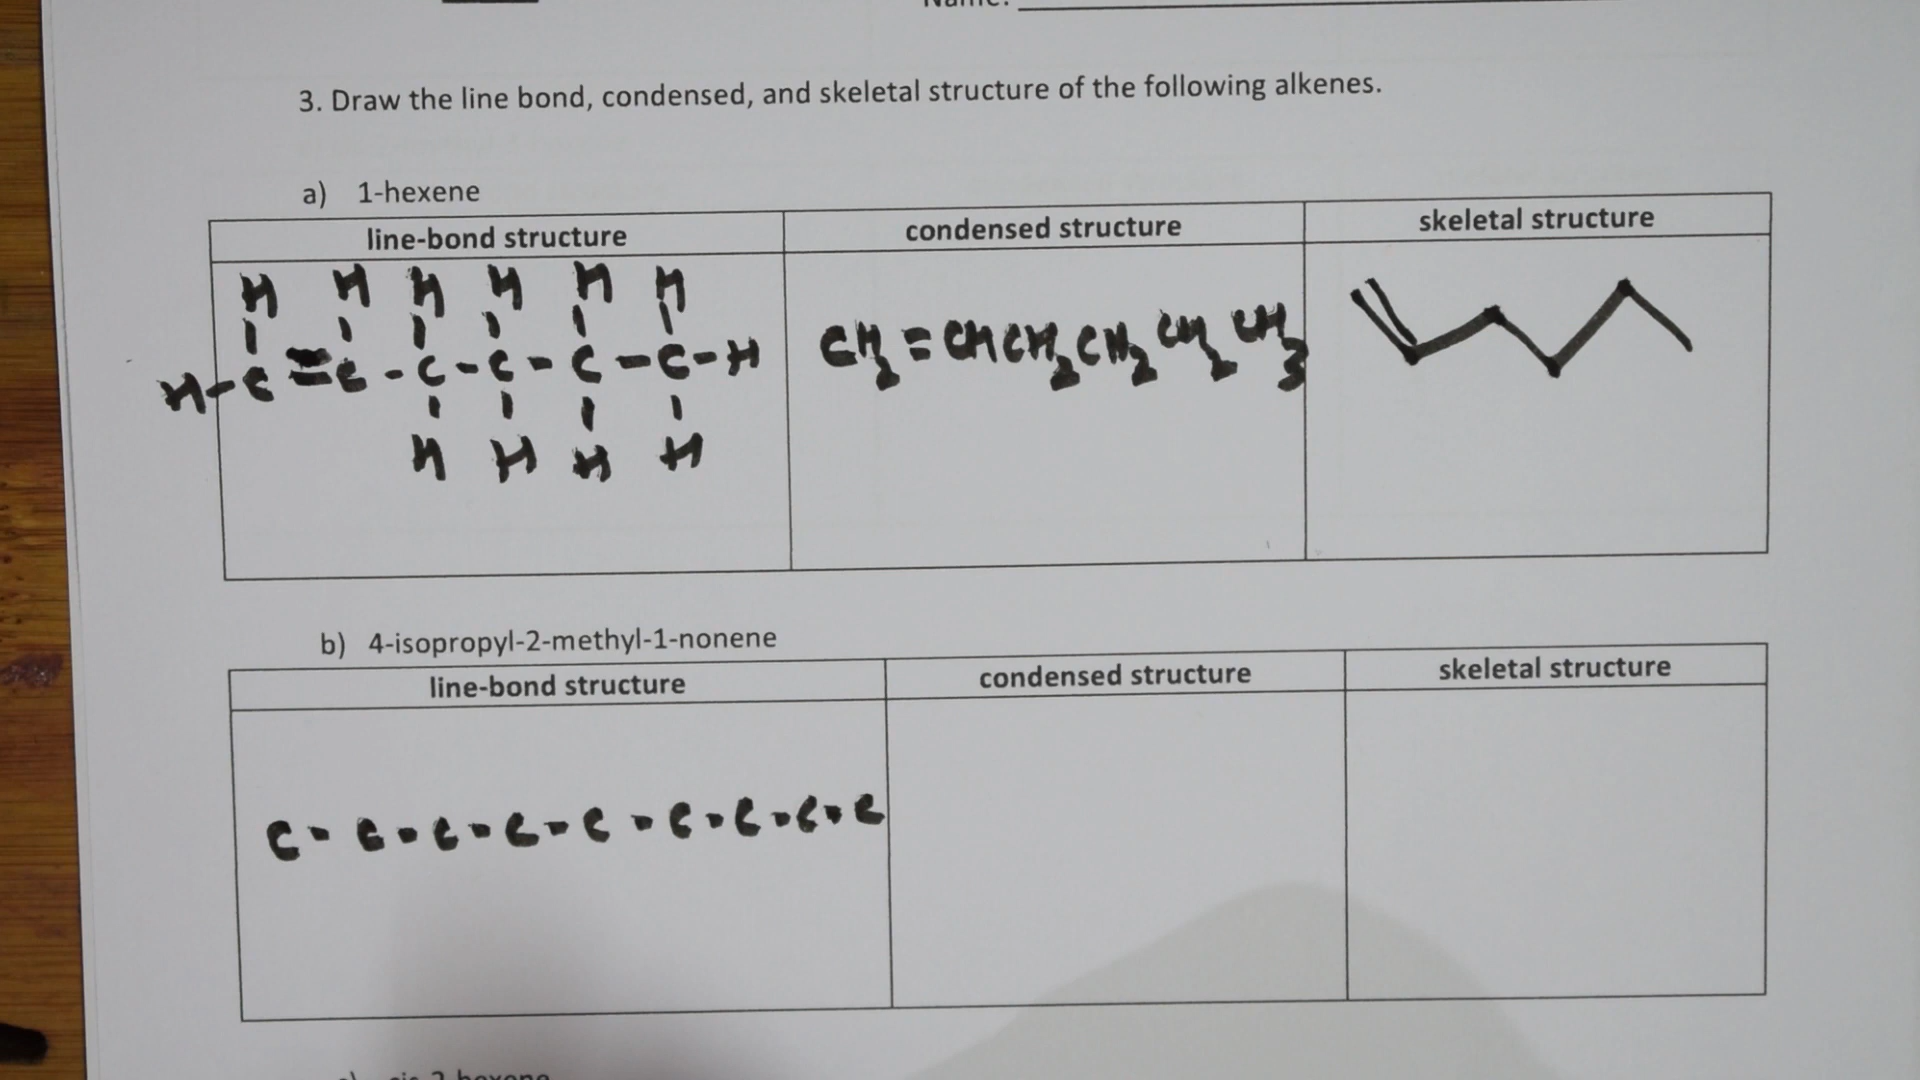 Name:
3. Draw the line bond, condensed, and skeletal structure of the following alkenes.
a) 1-hexene
line-bond structure condensed structure skeletal structure
H H H H H H
H-C=C-C-C-C-C-H
H H H H
CH2=CHCH2CH2CH2CH3
b) 4-isopropyl-2-methyl-1-nonene
line-bond structure condensed structure skeletal structure
C-C-C-C-C-C-C-C-C